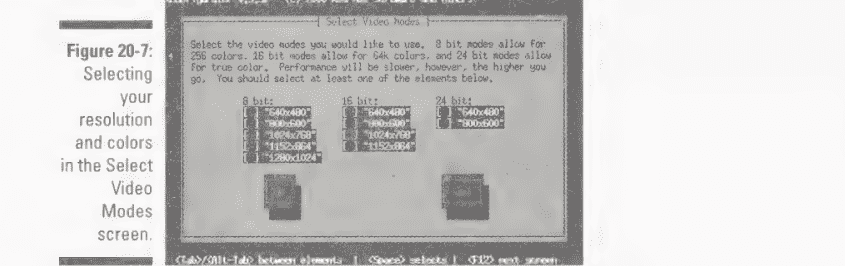 Figure 20-7:
Selecting
your
resolution
and colors
in the Select
Video
Modes
screen.
Select Video Modes
Select the video modes you would like to use. 8 bit modes allow for
256 colors, 16 bit modes allow for 64k colors, and 24 bit modes allow
for true color. Performance will be slower, however, the higher you
go. You should select at least one of the elements below.
8 bit: 16 bit: 24 bit:
[ ] "640x480" [ ] "640x480" [ ] "640x480"
[ ] "800x600" [ ] "800x600" [ ] "800x600"
[ ] "1024x768" [ ] "1024x768"
[ ] "1152x864" [ ] "1152x864"
[ ] "1280x1024"
<Tab>/<Alt-Tab> between elements | <Space> selects | <F12> next screen